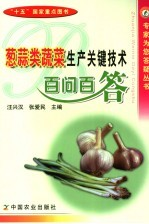 “十五”国家重点图书
专家为您答疑丛书
葱蒜类蔬菜生产关键技术
百问百答
汪兴汉 张爱民 主编
中国农业出版社